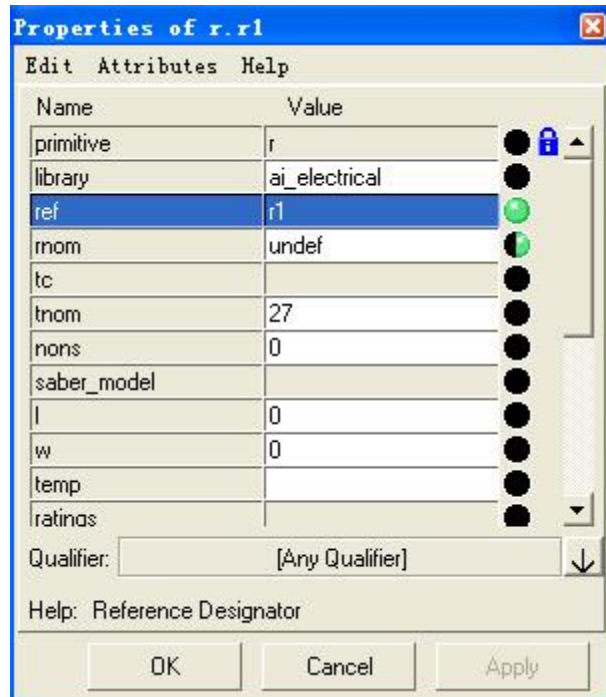 Properties of r.r1
Edit Attributes Help
Name Value
primitive r
library ai_electrical
ref r1
rnom undef
tc
tnom 27
nons 0
saber_model
l 0
w 0
temp
ratings
Qualifier: [Any Qualifier]
Help: Reference Designator
OK Cancel Apply